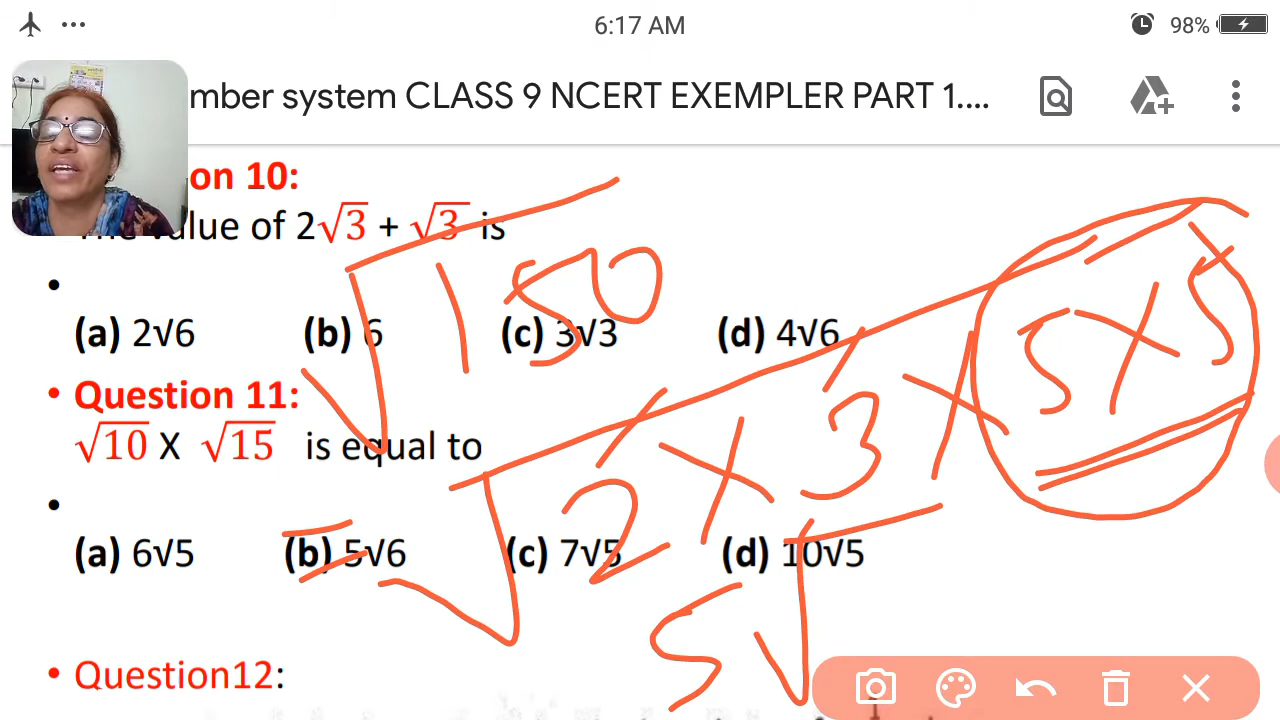 6:17 AM
98%
mber system CLASS 9 NCERT EXEMPLER PART 1....
on 10:
value of 2√3 + √3 is
(a) 2√6 (b) 6 (c) 3√3 (d) 4√6
√150
• Question 11:
√10 X √15 is equal to
√2 X 3 X 5 X 5
(a) 6√5 (b) 5√6 (c) 7√5 (d) 10√5
5√
• Question12: